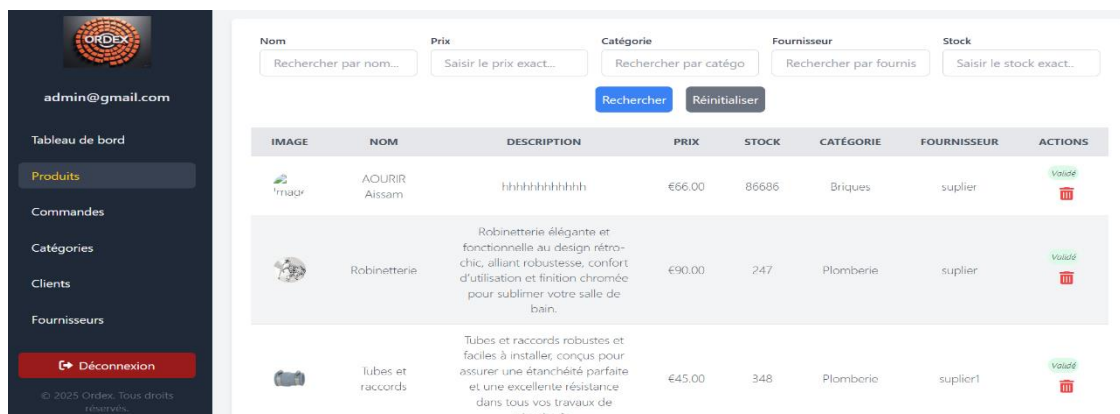 ORDEX
admin@gmail.com
Tableau de bord
Produits
Commandes
Catégories
Clients
Fournisseurs
Déconnexion
© 2025 Ordex. Tous droits
réservés.
Nom Prix Catégorie Fournisseur Stock
Rechercher par nom... Saisir le prix exact... Rechercher par catégo Rechercher par fournis Saisir le stock exact..
Rechercher Réinitialiser
IMAGE NOM DESCRIPTION PRIX STOCK CATÉGORIE FOURNISSEUR ACTIONS
AOURIR
Aissam
hhhhhhhhhhhh
€66.00 86686 Briques suplier Validé
Robinetterie
Robinetterie élégante et
fonctionnelle au design rétro-
chic, alliant robustesse, confort
d'utilisation et finition chromée
pour sublimer votre salle de
bain.
€90.00 247 Plomberie suplier Validé
Tubes et
raccords
Tubes et raccords robustes et
faciles à installer, conçus pour
assurer une étanchéité parfaite
et une excellente résistance
dans tous vos travaux de
€45.00 348 Plomberie suplier1 Validé